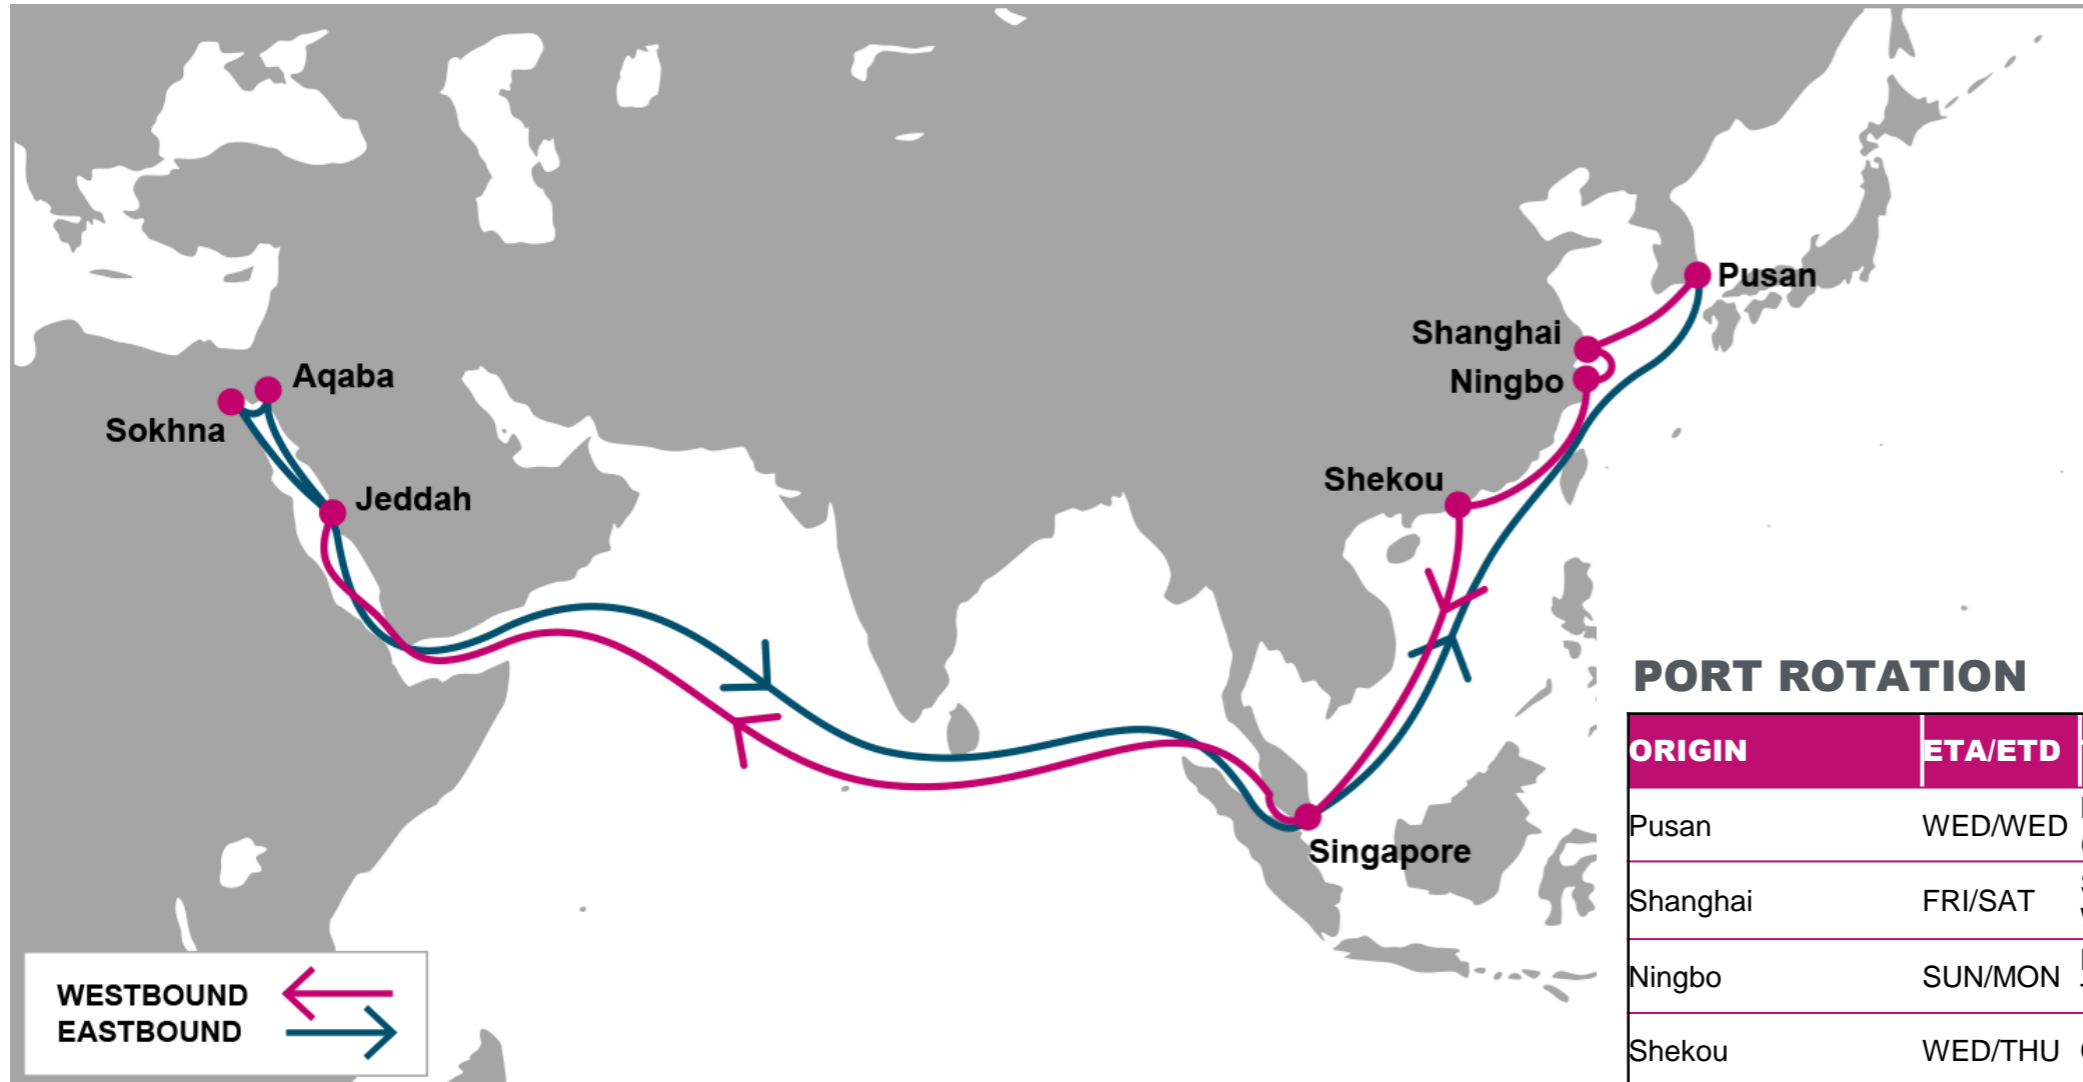 Pusan
Shanghai
Ningbo
Aqaba
Sokhna
Shekou
Jeddah
Singapore
WESTBOUND
EASTBOUND
PORT ROTATION
ORIGIN ETA/ETD
Pusan WED/WED
Shanghai FRI/SAT
Ningbo SUN/MON
Shekou WED/THU